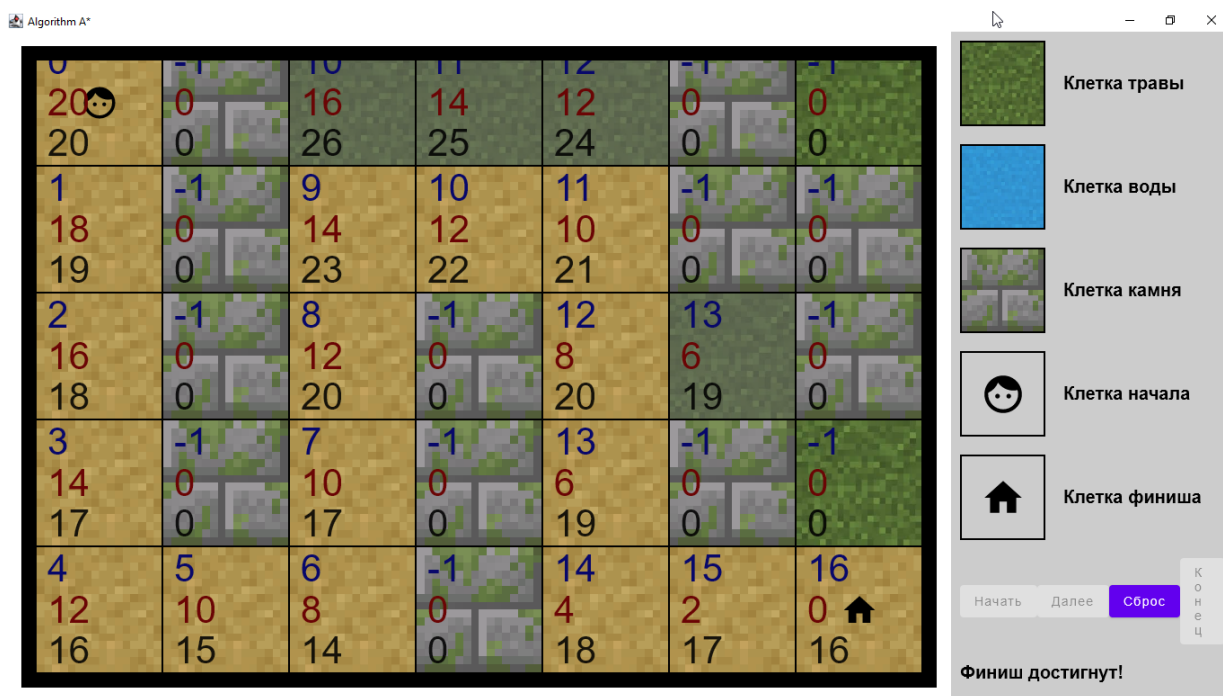 Algorithm A*
0 -1 10 11 12 -1 -1
20 0 16 14 12 0 0
20 0 26 25 24 0 0
1 -1 9 10 11 -1 -1
18 0 14 12 10 0 0
19 0 23 22 21 0 0
2 -1 8 -1 12 13 -1
16 0 12 0 8 6 0
18 0 20 0 20 19 0
3 -1 7 -1 13 -1 -1
14 0 10 0 6 0 0
17 0 17 0 19 0 0
4 5 6 -1 14 15 16
12 10 8 0 4 2 0
16 15 14 0 18 17 16
Клетка травы
Клетка воды
Клетка камня
Клетка начала
Клетка финиша
Начать Далее Сброс Конец
Финиш достигнут!